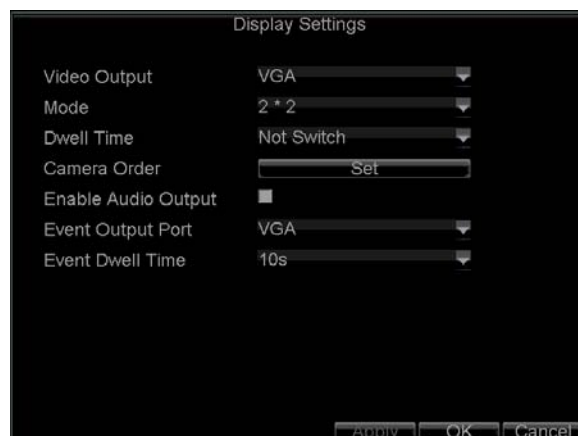 Display Settings
Video Output VGA
Mode 2 * 2
Dwell Time Not Switch
Camera Order Set
Enable Audio Output
Event Output Port VGA
Event Dwell Time 10s
Apply OK Cancel